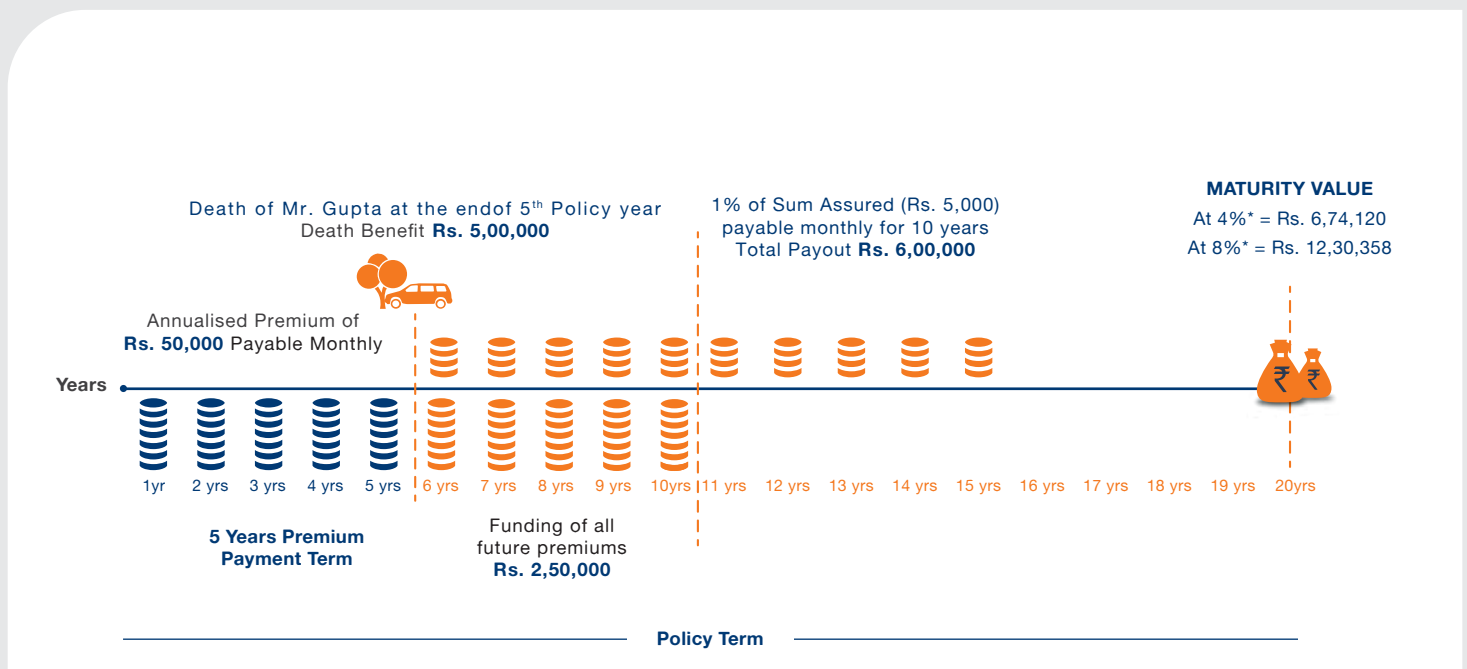 MATURITY VALUE
At 4%* = Rs. 6,74,120
At 8%* = Rs. 12,30,358
Death of Mr. Gupta at the endof 5th Policy year
Death Benefit Rs. 5,00,000
1% of Sum Assured (Rs. 5,000)
payable monthly for 10 years
Total Payout Rs. 6,00,000
Annualised Premium of
Rs. 50,000 Payable Monthly
₹ ₹
Years
1yr 2 yrs 3 yrs 4 yrs 5 yrs 6 yrs 7 yrs 8 yrs 9 yrs 10yrs 11 yrs 12 yrs 13 yrs 14 yrs 15 yrs 16 yrs 17 yrs 18 yrs 19 yrs 20yrs
5 Years Premium
Payment Term
Funding of all
future premiums
Rs. 2,50,000
Policy Term